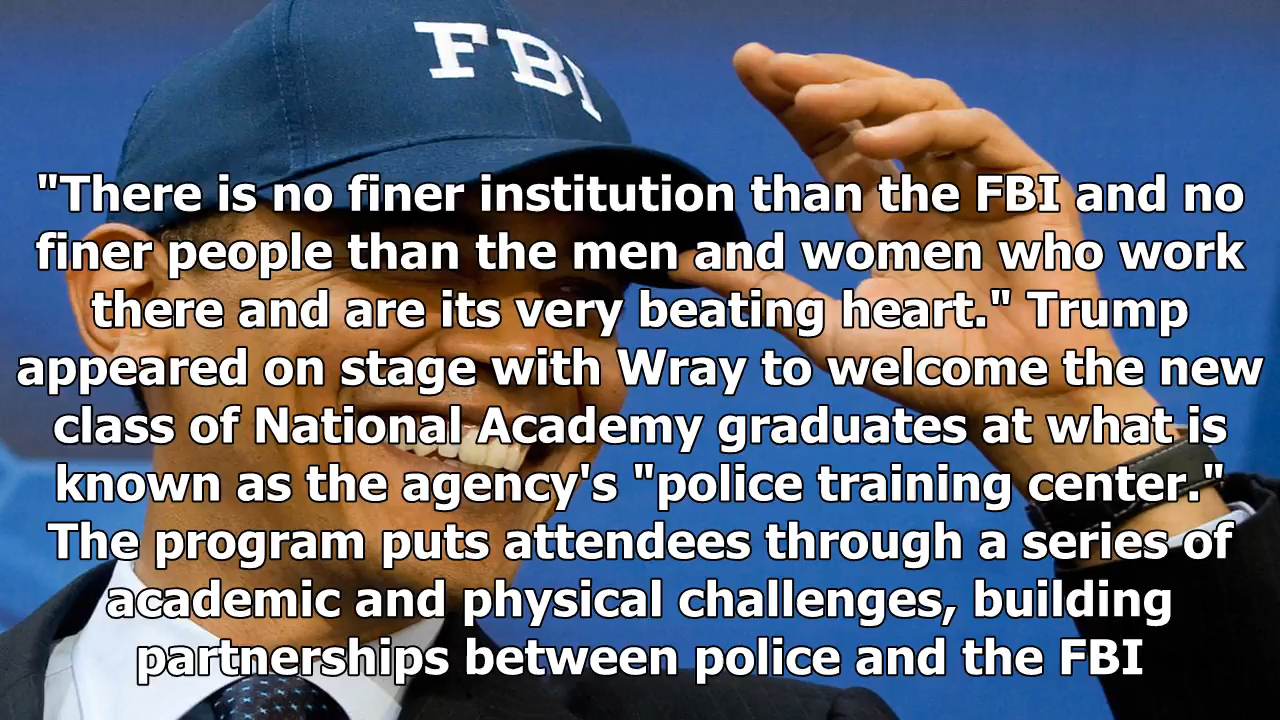 FBI
"There is no finer institution than the FBI and no
finer people than the men and women who work
there and are its very beating heart." Trump
appeared on stage with Wray to welcome the new
class of National Academy graduates at what is
known as the agency's "police training center."
The program puts attendees through a series of
academic and physical challenges, building
partnerships between police and the FBI